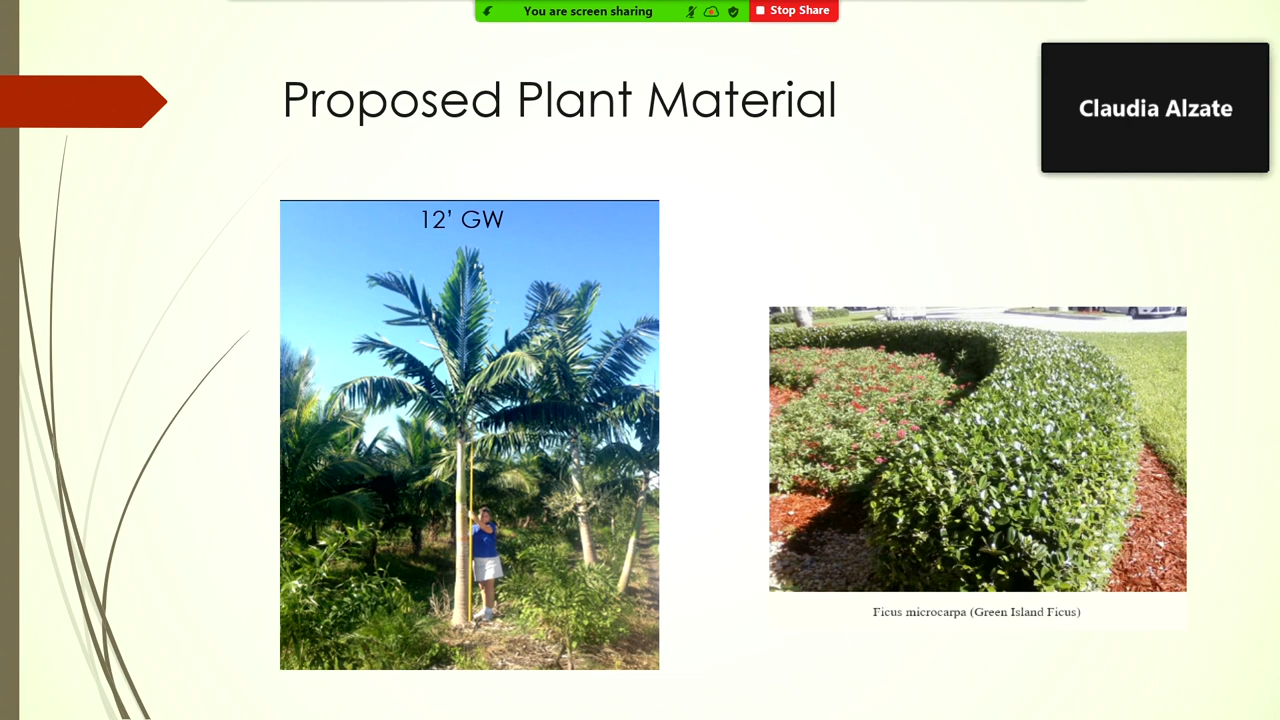 You are screen sharing
Stop Share
Proposed Plant Material
Claudia Alzate
12’ GW
Ficus microcarpa (Green Island Ficus)